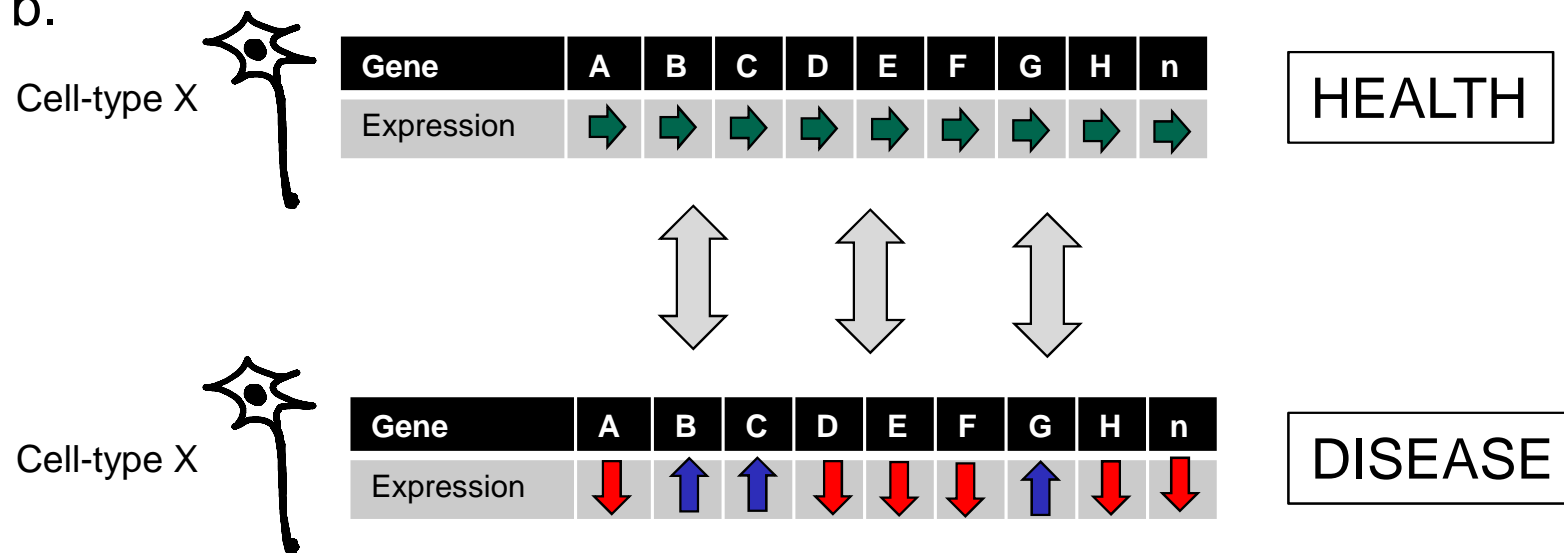 b.
Cell-type X
Gene A B C D E F G H n
Expression
HEALTH
Cell-type X
Gene A B C D E F G H n
Expression
DISEASE